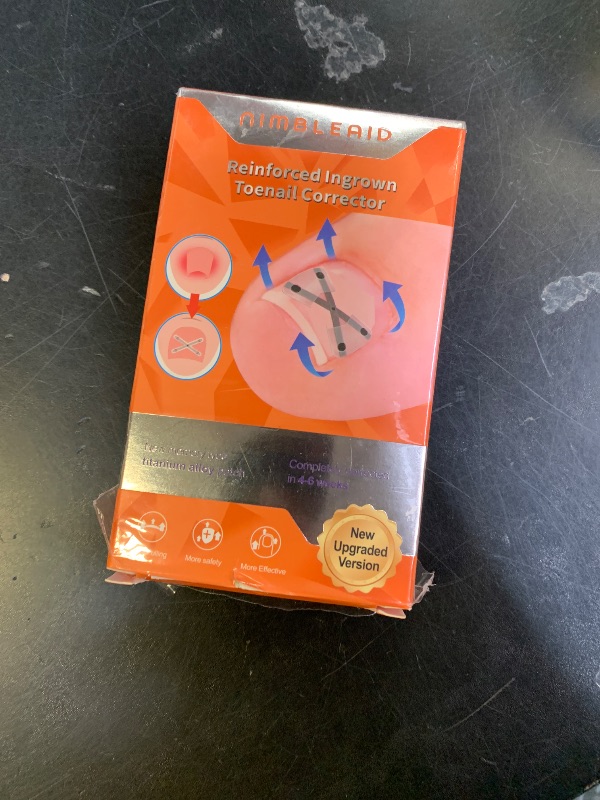 NIMBLEAID
Reinforced Ingrown
Toenail Corrector
titanium alloy patch
Completely
in 4-6 weeks
More safety
More Effective
New
Upgraded
Version